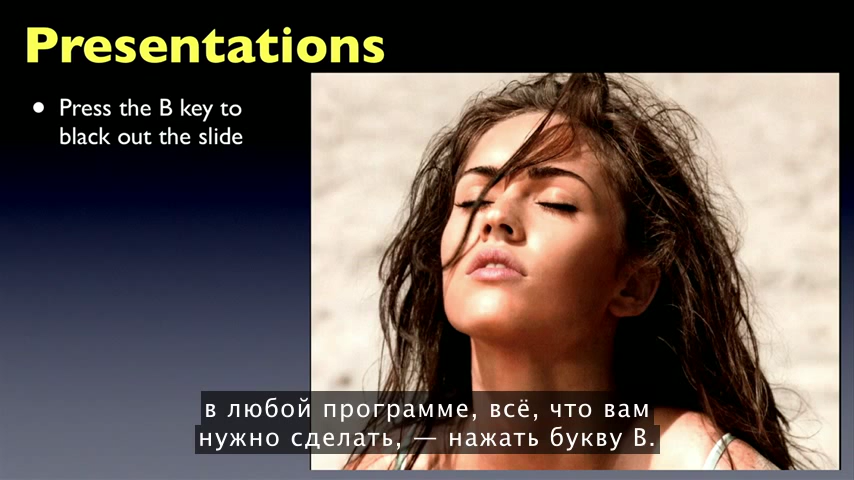 Presentations
• Press the B key to
black out the slide
в любой программе, всё, что вам
нужно сделать, — нажать букву B.